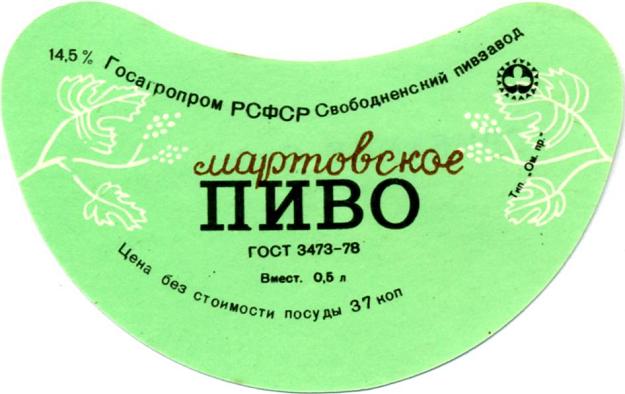 14,5% Госагропром РСФСР Свободненский пивзавод
мартовское
ПИВО
ГОСТ 3473-78
Вмест. 0,5 л
Цена без стоимости посуды 37 коп
Тип. „Ом. пр."